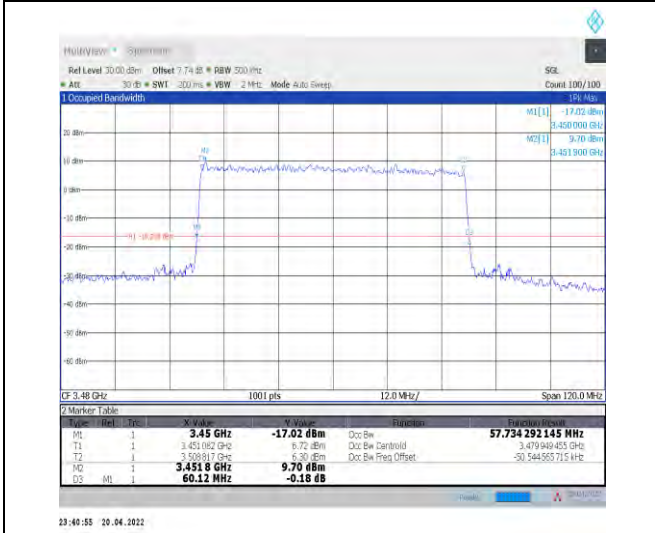 MultiView Spectrum
Ref Level 30.00 dBm Offset 7.74 dB RBW 500 kHz SGL
Att 30 dB SWT 200 ms VBW 2 MHz Mode Auto Sweep Count 100/100
1 Occupied Bandwidth 1Pk Max
M1[1] -17.02 dBm
3.450 000 GHz
M2[1] 9.70 dBm
3.451 900 GHz
20 dBm
M2
T1
10 dBm
0 dBm
-10 dBm
-20 dBm
-30 dBm
-40 dBm
-50 dBm
-60 dBm
CF 3.48 GHz 1001 pts 12.0 MHz/ Span 120.0 MHz
2 Marker Table
Type Ref Trc X-Value Y-Value Function Function Result
M1 1 3.45 GHz -17.02 dBm Occ Bw 57.734 292 145 MHz
T1 1 3.451 082 GHz 6.72 dBm Occ Bw Centroid 3.479 949 455 GHz
T2 1 3.508 817 GHz 6.30 dBm Occ Bw Freq Offset -50.544 565 715 kHz
M2 1 3.4518 GHz 9.70 dBm
D3 M1 1 60.12 MHz -0.18 dB
23:40:55 20.04.2022